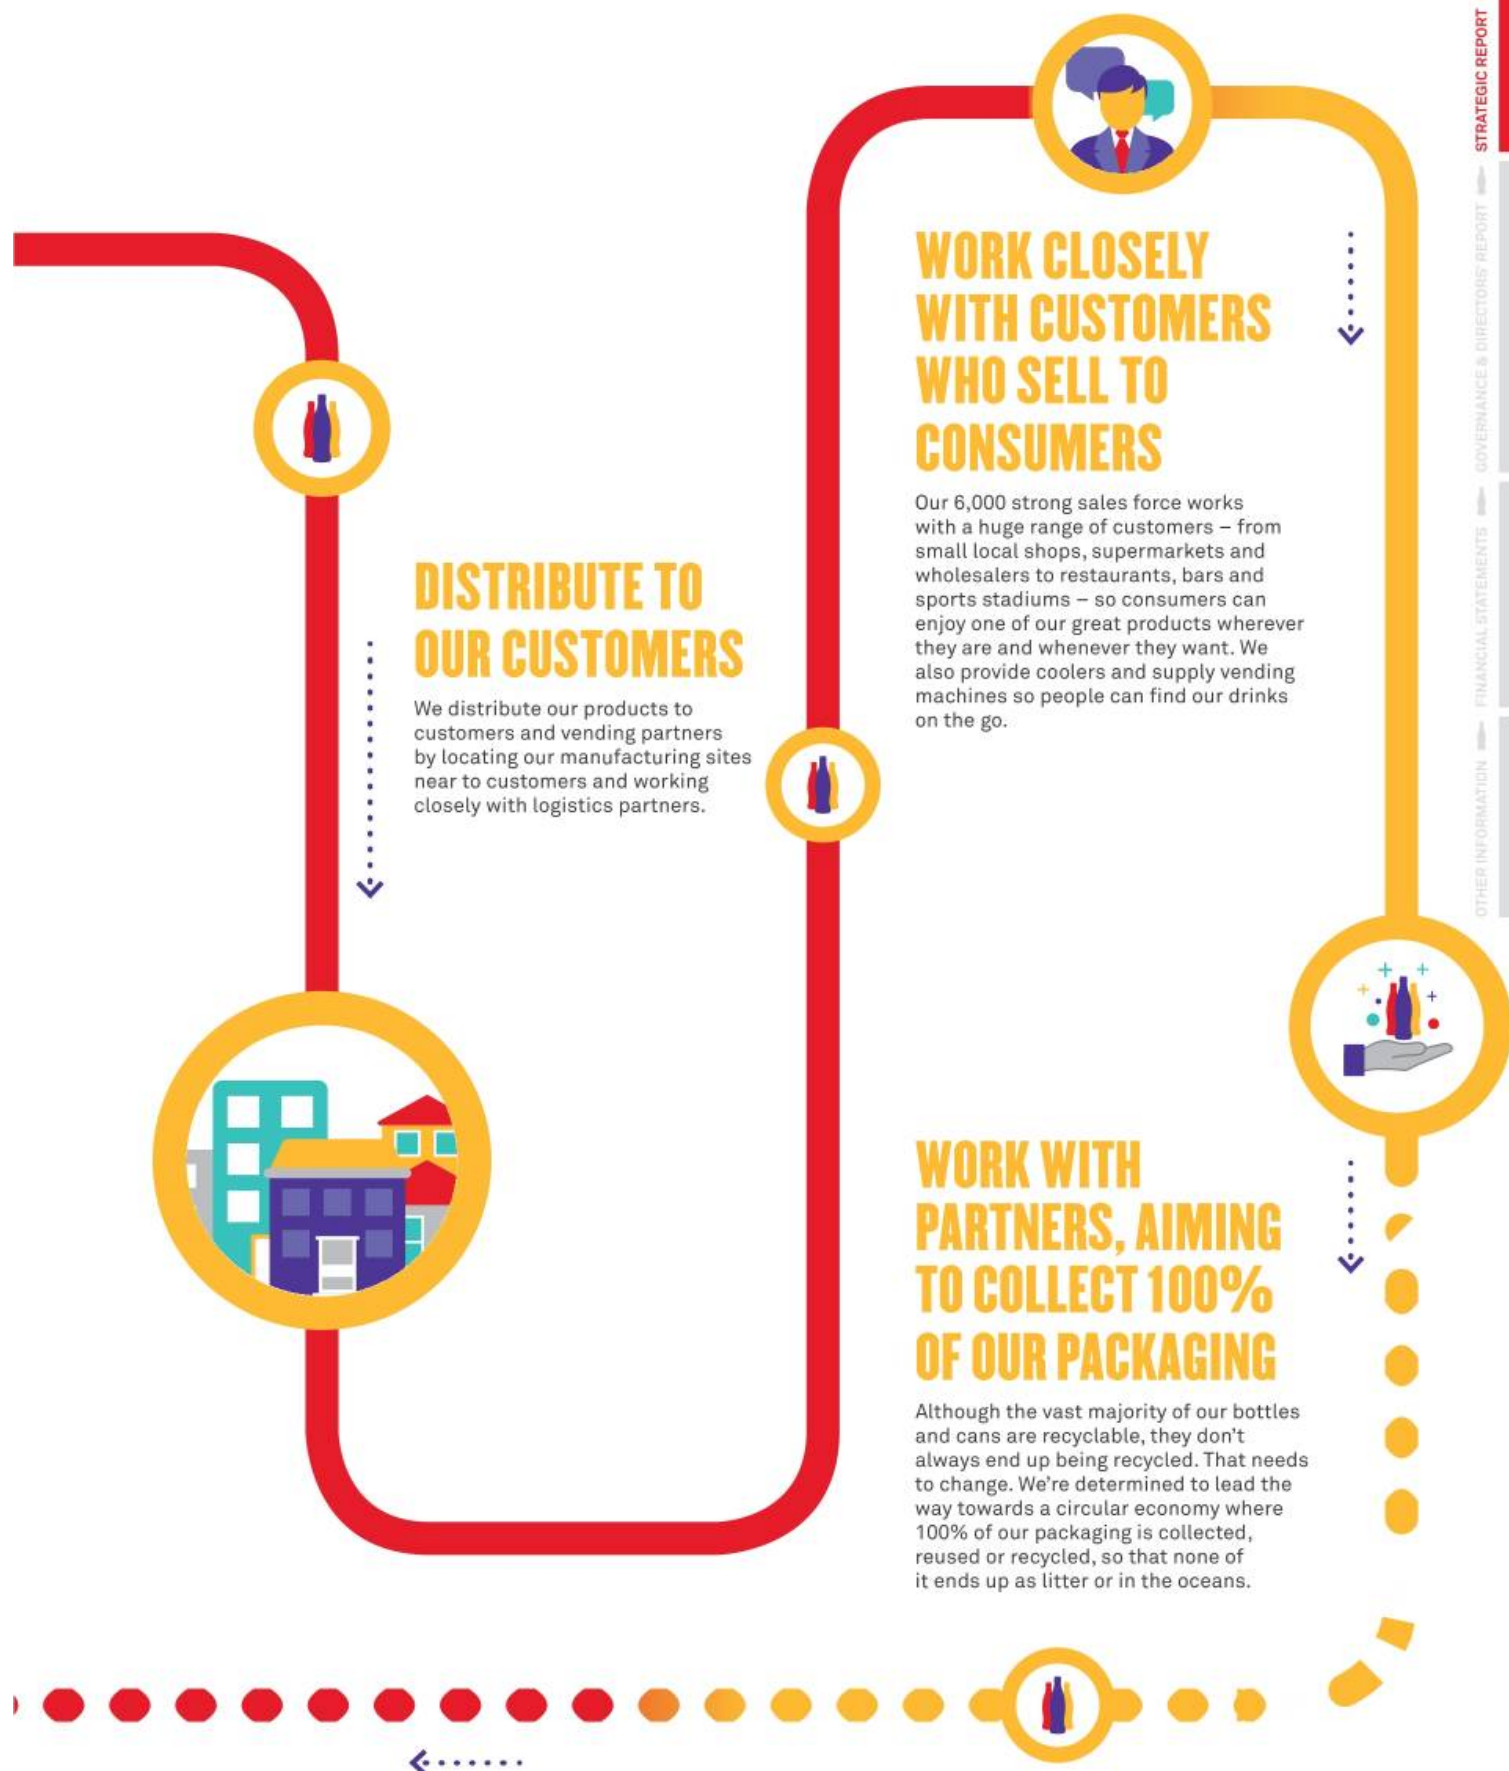 DISTRIBUTE TO
OUR CUSTOMERS
We distribute our products to
customers and vending partners
by locating our manufacturing sites
near to customers and working
closely with logistics partners.
WORK CLOSELY
WITH CUSTOMERS
WHO SELL TO
CONSUMERS
Our 6,000 strong sales force works
with a huge range of customers – from
small local shops, supermarkets and
wholesalers to restaurants, bars and
sports stadiums – so consumers can
enjoy one of our great products wherever
they are and whenever they want. We
also provide coolers and supply vending
machines so people can find our drinks
on the go.
WORK WITH
PARTNERS, AIMING
TO COLLECT 100%
OF OUR PACKAGING
Although the vast majority of our bottles
and cans are recyclable, they don't
always end up being recycled. That needs
to change. We're determined to lead the
way towards a circular economy where
100% of our packaging is collected,
reused or recycled, so that none of
it ends up as litter or in the oceans.
STRATEGIC REPORT
GOVERNANCE & DIRECTORS' REPORT
FINANCIAL STATEMENTS
OTHER INFORMATION